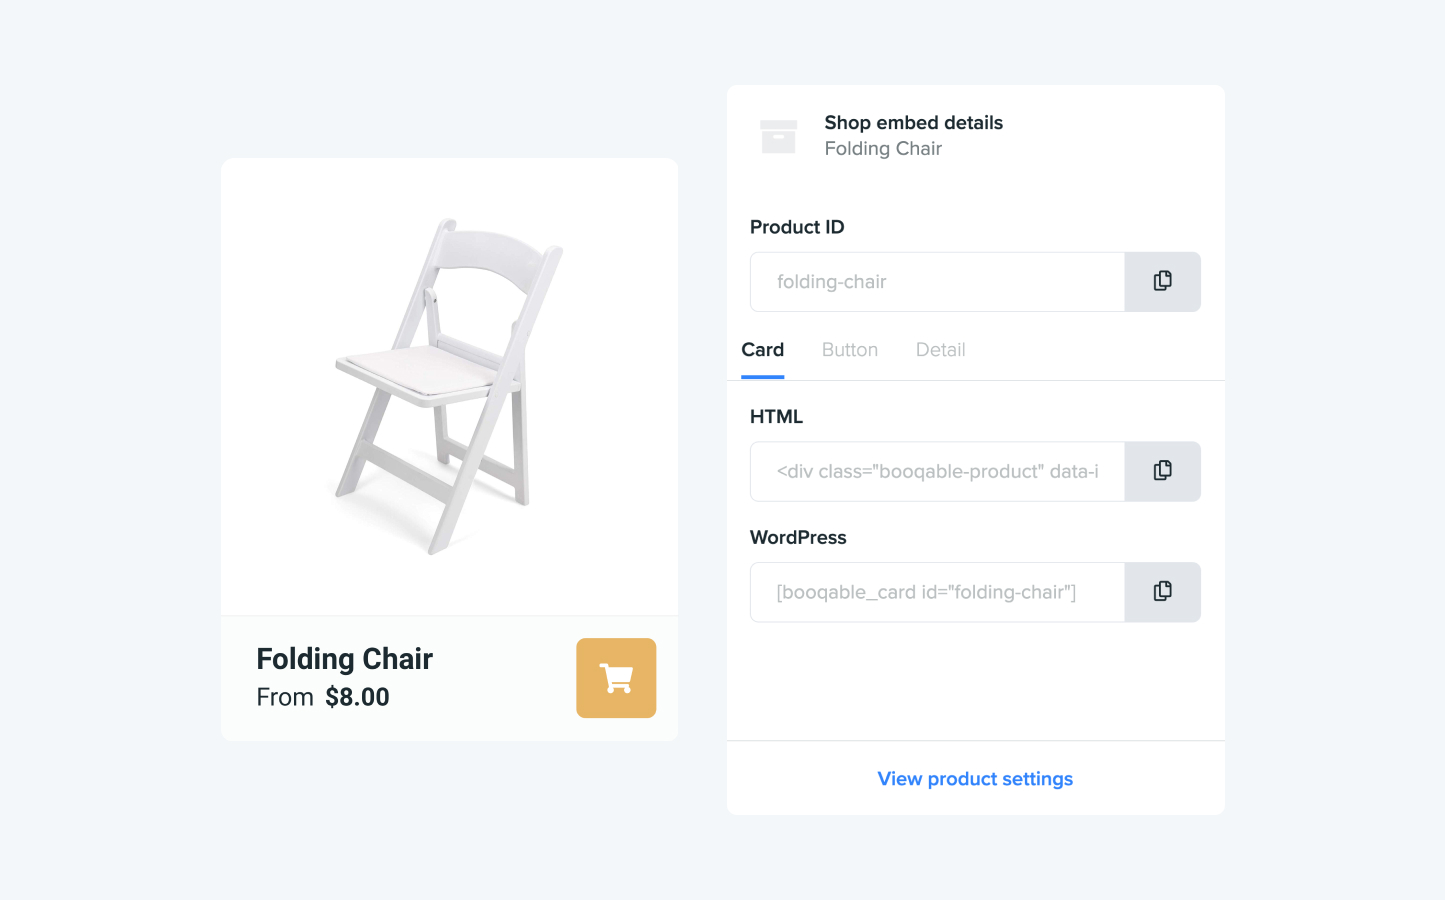 Folding Chair
From $8.00
Shop embed details
Folding Chair
Product ID
folding-chair
Card Button Detail
HTML
<div class="booqable-product" data-i
WordPress
[booqable_card id="folding-chair"]
View product settings